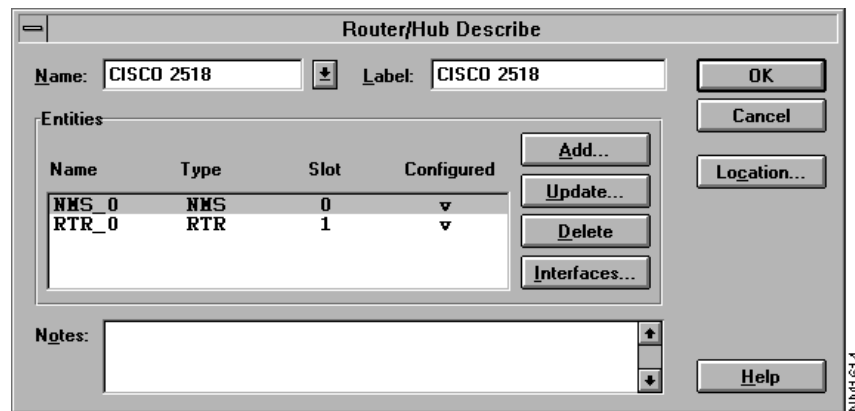 Router/Hub Describe
Name: CISCO 2518
Label: CISCO 2518
OK
Cancel
Location...
Entities
Name Type Slot Configured
NMS_0 NMS 0
RTR_0 RTR 1
Add...
Update...
Delete
Interfaces...
Notes:
Help